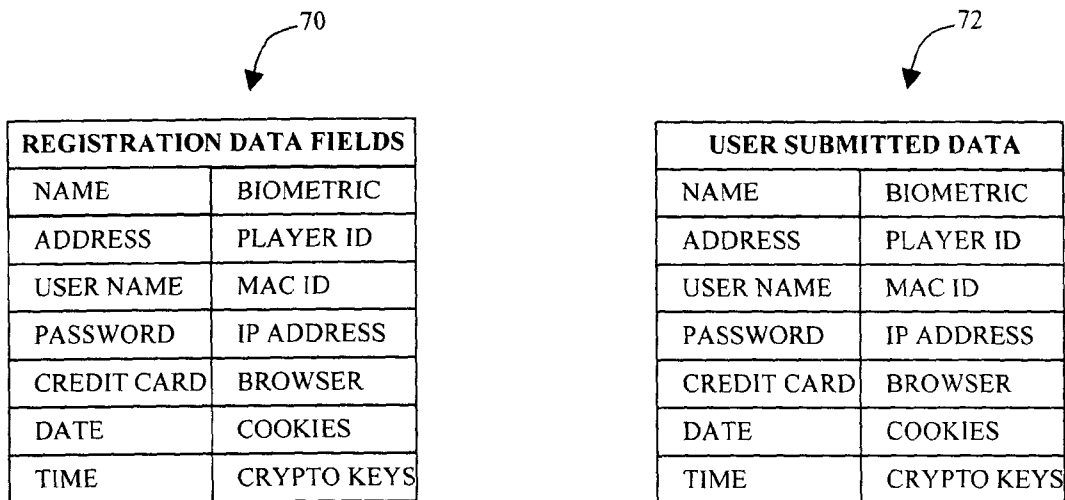 70
72
REGISTRATION DATA FIELDS
NAME BIOMETRIC
ADDRESS PLAYER ID
USER NAME MAC ID
PASSWORD IP ADDRESS
CREDIT CARD BROWSER
DATE COOKIES
TIME CRYPTO KEYS
USER SUBMITTED DATA
NAME BIOMETRIC
ADDRESS PLAYER ID
USER NAME MAC ID
PASSWORD IP ADDRESS
CREDIT CARD BROWSER
DATE COOKIES
TIME CRYPTO KEYS